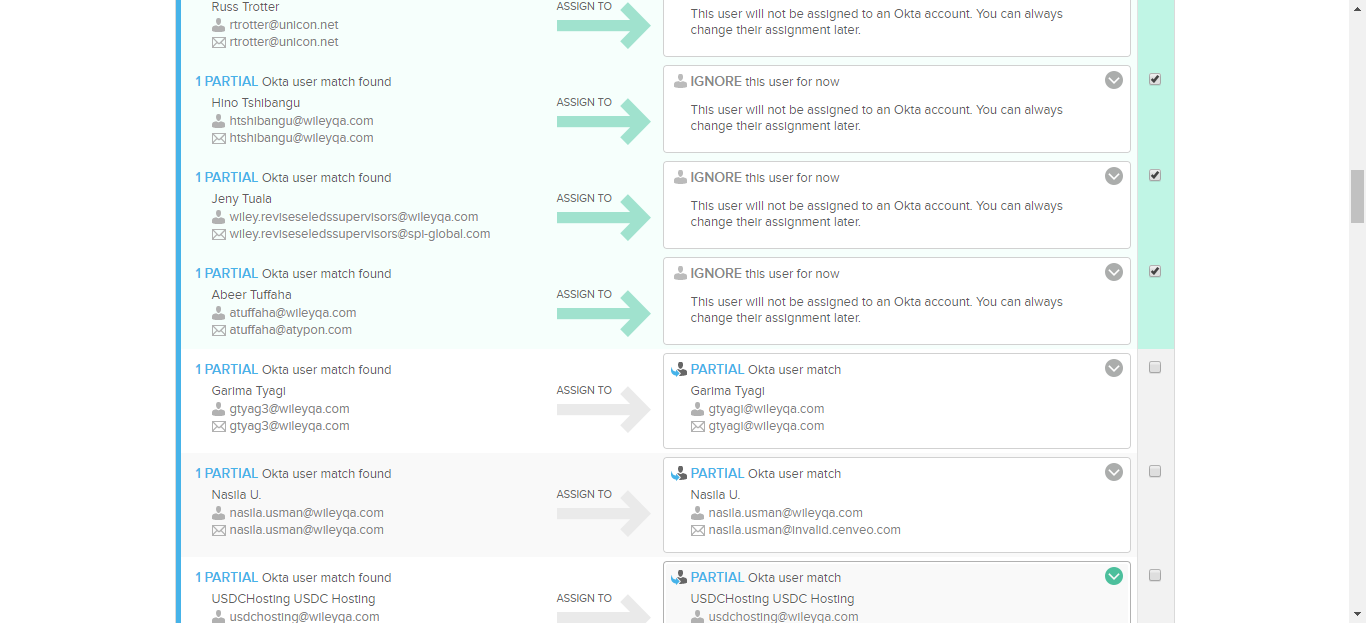 Russ Trotter
rtrotter@unicon.net
rtrotter@unicon.net
ASSIGN TO
This user will not be assigned to an Okta account. You can always
change their assignment later.
1 PARTIAL Okta user match found
Hino Tshibangu
htshibangu@wileyqa.com
htshibangu@wileyqa.com
ASSIGN TO
IGNORE this user for now
This user will not be assigned to an Okta account. You can always
change their assignment later.
1 PARTIAL Okta user match found
Jeny Tuala
wiley.reviseseledssupervisors@wileyqa.com
wiley.reviseseledssupervisors@spi-global.com
ASSIGN TO
IGNORE this user for now
This user will not be assigned to an Okta account. You can always
change their assignment later.
1 PARTIAL Okta user match found
Abeer Tuffaha
atuffaha@wileyqa.com
atuffaha@atypon.com
ASSIGN TO
IGNORE this user for now
This user will not be assigned to an Okta account. You can always
change their assignment later.
1 PARTIAL Okta user match found
Garima Tyagi
gtyag3@wileyqa.com
gtyag3@wileyqa.com
ASSIGN TO
PARTIAL Okta user match
Garima Tyagi
gtyagi@wileyqa.com
gtyagi@wileyqa.com
1 PARTIAL Okta user match found
Nasila U.
nasila.usman@wileyqa.com
nasila.usman@wileyqa.com
ASSIGN TO
PARTIAL Okta user match
Nasila U.
nasila.usman@wileyqa.com
nasila.usman@invalid.cenveo.com
1 PARTIAL Okta user match found
USDCHosting USDC Hosting
usdchosting@wileyqa.com
ASSIGN TO
PARTIAL Okta user match
USDCHosting USDC Hosting
usdchosting@wileyqa.com